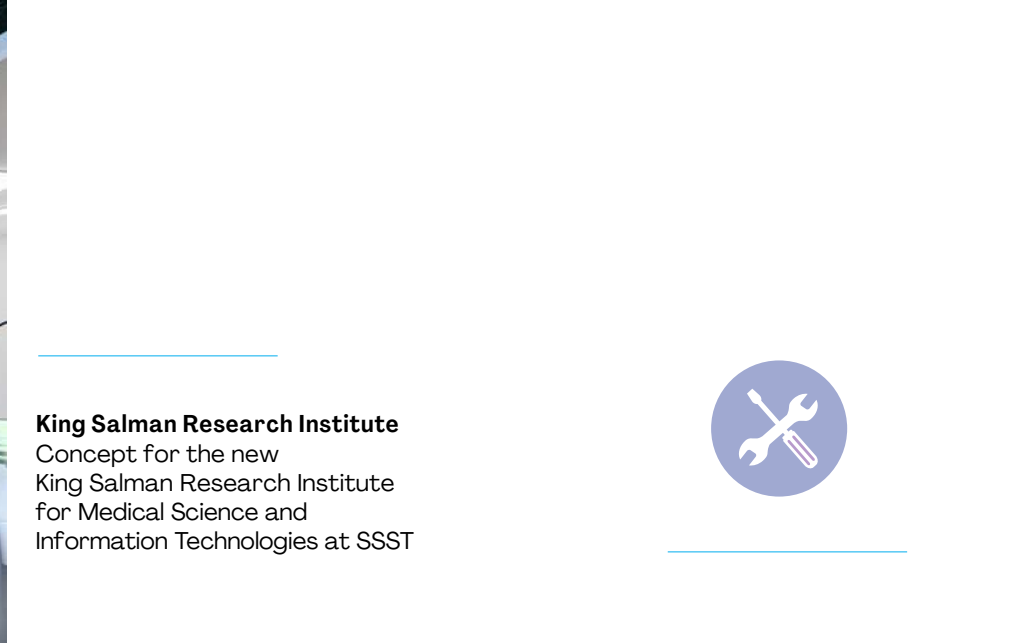 King Salman Research Institute
Concept for the new
King Salman Research Institute
for Medical Science and
Information Technologies at SSST